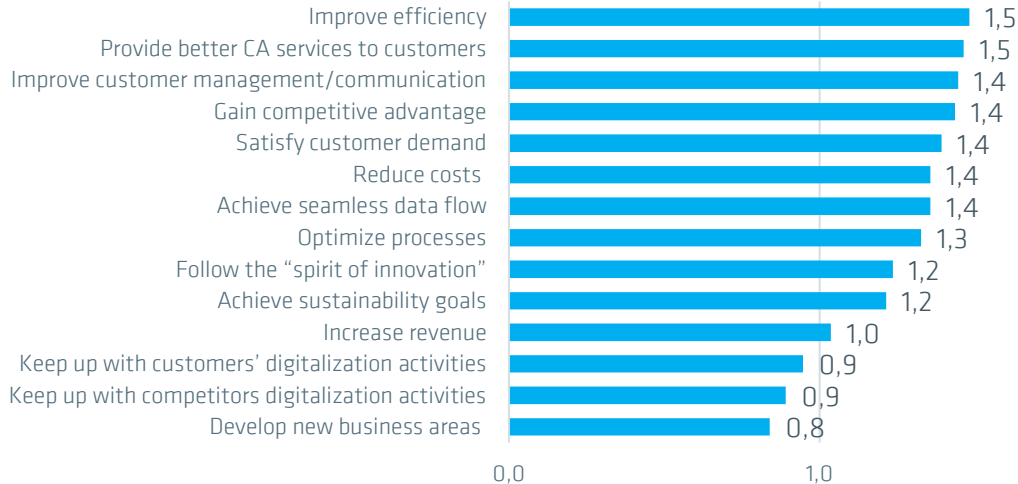 Improve efficiency 1,5
Provide better CA services to customers 1,5
Improve customer management/communication 1,4
Gain competitive advantage 1,4
Satisfy customer demand 1,4
Reduce costs 1,4
Achieve seamless data flow 1,4
Optimize processes 1,3
Follow the “spirit of innovation” 1,2
Achieve sustainability goals 1,2
Increase revenue 1,0
Keep up with customers’ digitalization activities 0,9
Keep up with competitors digitalization activities 0,9
Develop new business areas 0,8
0,0 1,0